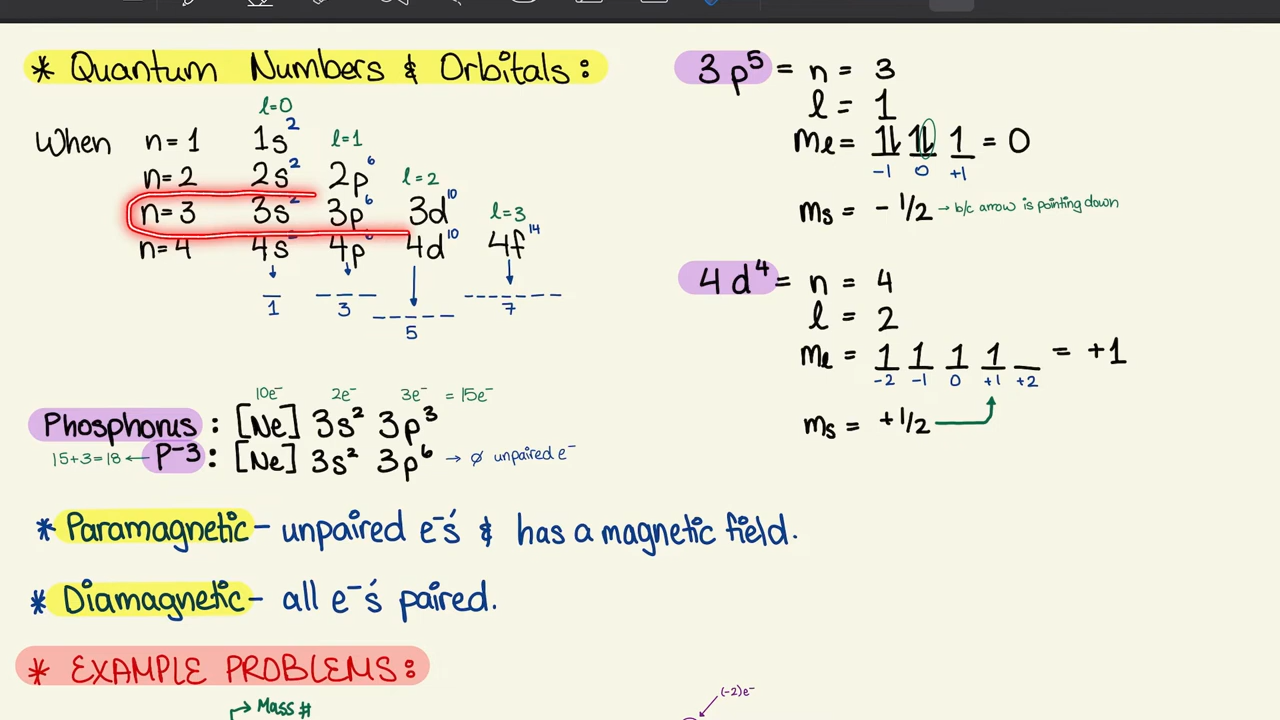 * Quantum Numbers & Orbitals:
l=0
When n=1 1s² l=1
n=2 2s² 2p⁶ l=2
n=3 3s² 3p⁶ 3d¹⁰ l=3
n=4 4s² 4p⁶ 4d¹⁰ 4f¹⁴
1 3 5 7
10e⁻ 2e⁻ 3e⁻ = 15e⁻
Phosphorus: [Ne] 3s² 3p³
15+3=18 ← P⁻³: [Ne] 3s² 3p⁶ → ∅ unpaired e⁻
* Paramagnetic - unpaired e⁻'s & has a magnetic field.
* Diamagnetic - all e⁻'s paired.
* EXAMPLE PROBLEMS:
→ Mass #
(-2)e⁻
3p⁵ = n = 3
l = 1
mₗ = 1l 1l 1 = 0
-1 0 +1
mₛ = - 1/2 → b/c arrow is pointing down
4d⁴ = n = 4
l = 2
mₗ = 1 1 1 1 _ = +1
-2 -1 0 +1 +2
mₛ = +1/2